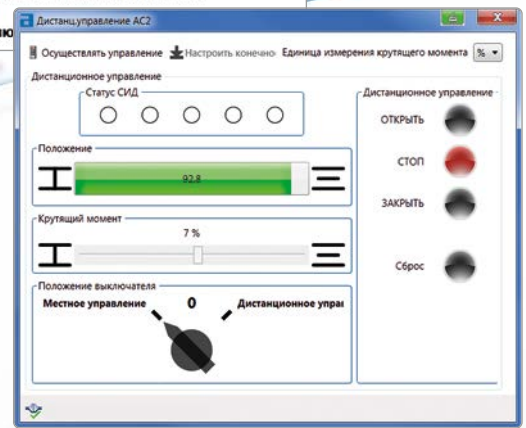 Дистанц.управление AC2
Осуществлять управление Настроить конечно Единица измерения крутящего момента %
Дистанционное управление
Статус СИД
Положение
92.8
Крутящий момент
7 %
Положение выключателя
Местное управление 0 Дистанционное упра
Дистанционное управление
ОТКРЫТЬ
СТОП
ЗАКРЫТЬ
Сброс